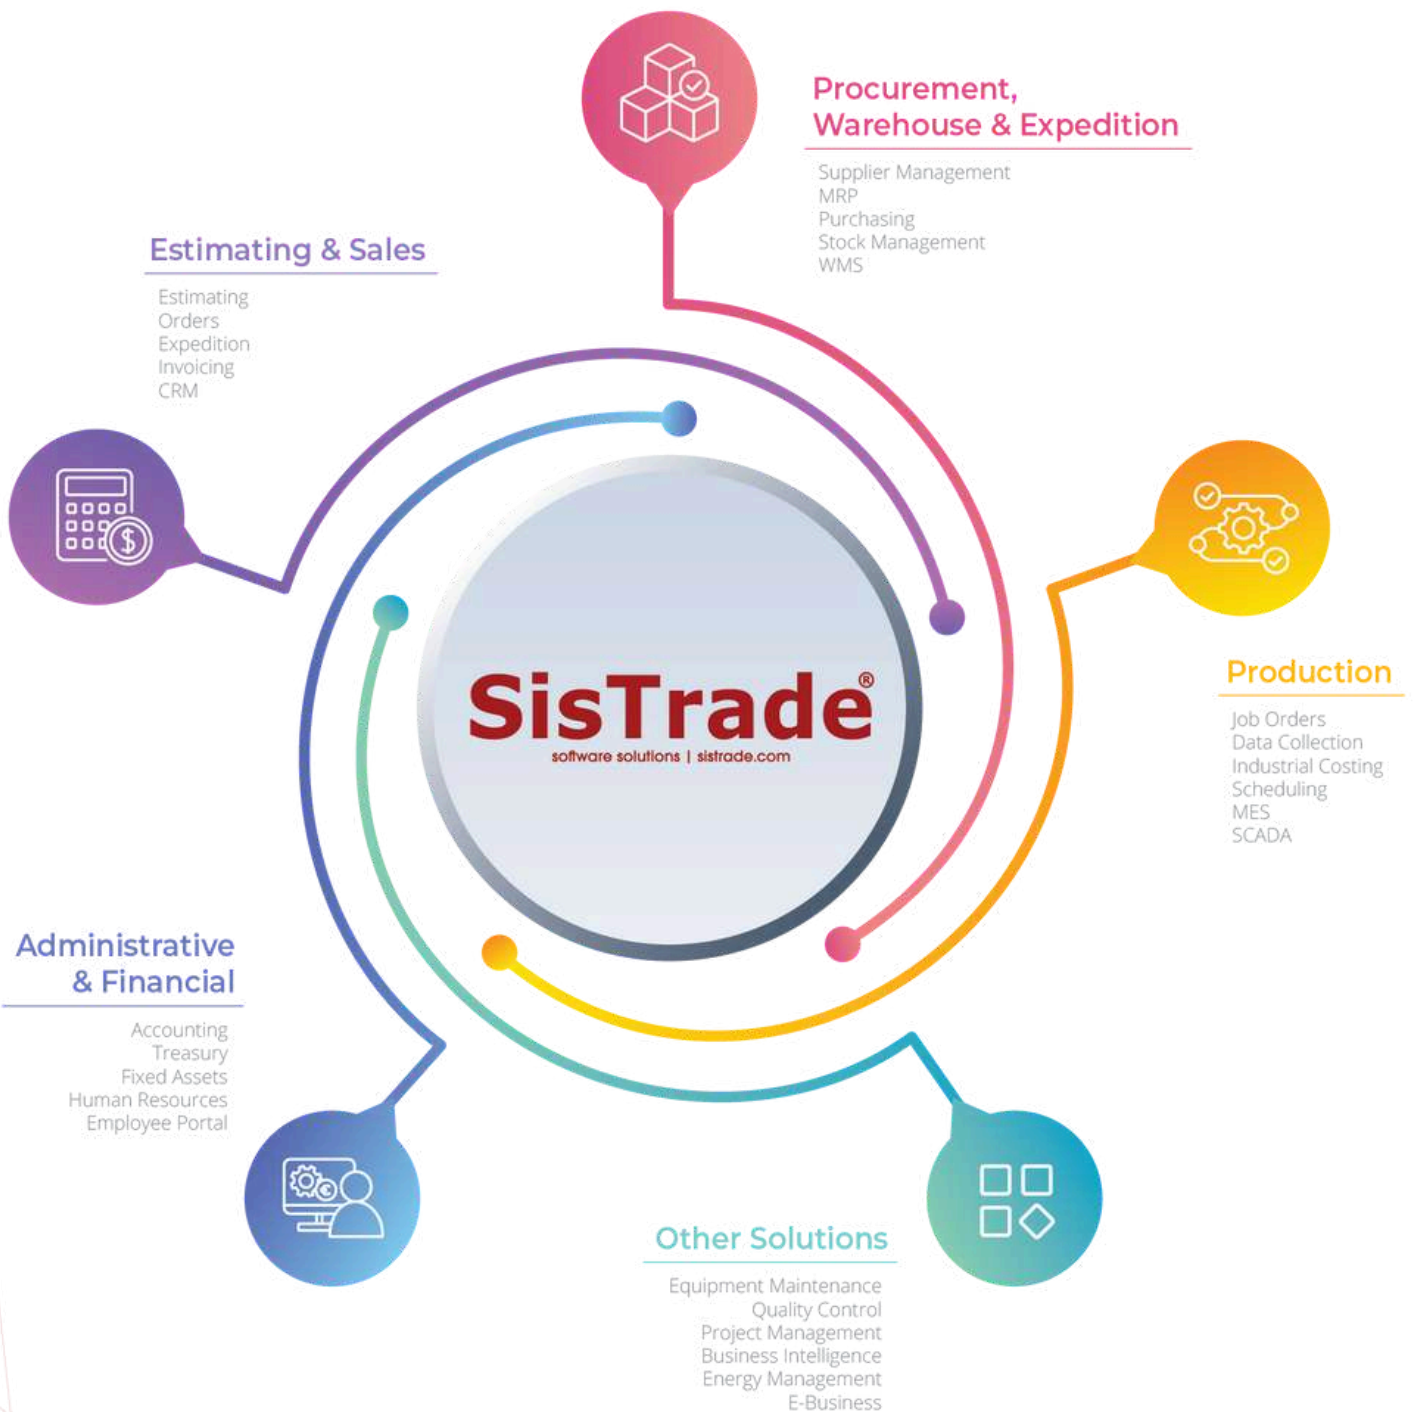 Procurement,
Warehouse & Expedition
Supplier Management
MRP
Purchasing
Stock Management
WMS
Estimating & Sales
Estimating
Orders
Expedition
Invoicing
CRM
$
SisTrade®
software solutions | sistrade.com
Production
Job Orders
Data Collection
Industrial Costing
Scheduling
MES
SCADA
Administrative
& Financial
Accounting
Treasury
Fixed Assets
Human Resources
Employee Portal
€
Other Solutions
Equipment Maintenance
Quality Control
Project Management
Business Intelligence
Energy Management
E-Business